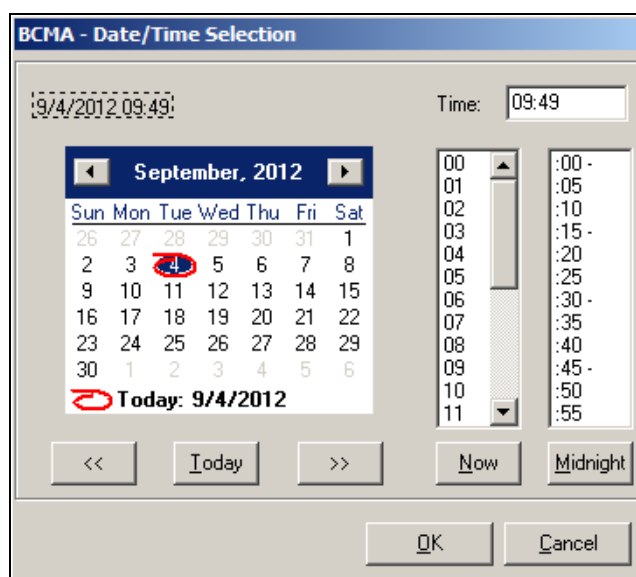 BCMA - Date/Time Selection
9/4/2012 09:49
Time: 09:49
September, 2012
Sun Mon Tue Wed Thu Fri Sat
26 27 28 29 30 31 1
2 3 4 5 6 7 8
9 10 11 12 13 14 15
16 17 18 19 20 21 22
23 24 25 26 27 28 29
30 1 2 3 4 5 6
Today: 9/4/2012
00
01
02
03
04
05
06
07
08
09
10
11
:00 -
:05
:10
:15 -
:20
:25
:30 -
:35
:40
:45 -
:50
:55
<< Today >> Now Midnight
OK Cancel